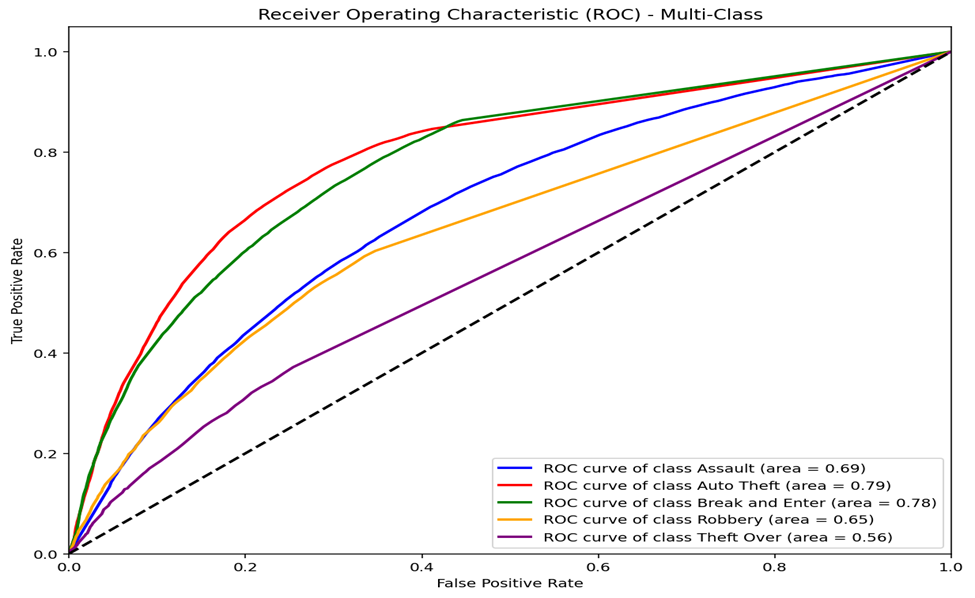 Receiver Operating Characteristic (ROC) - Multi-Class
True Positive Rate
1.0
0.8
0.6
0.4
0.2
0.0
0.0 0.2 0.4 0.6 0.8 1.0
False Positive Rate
ROC curve of class Assault (area = 0.69)
ROC curve of class Auto Theft (area = 0.79)
ROC curve of class Break and Enter (area = 0.78)
ROC curve of class Robbery (area = 0.65)
ROC curve of class Theft Over (area = 0.56)